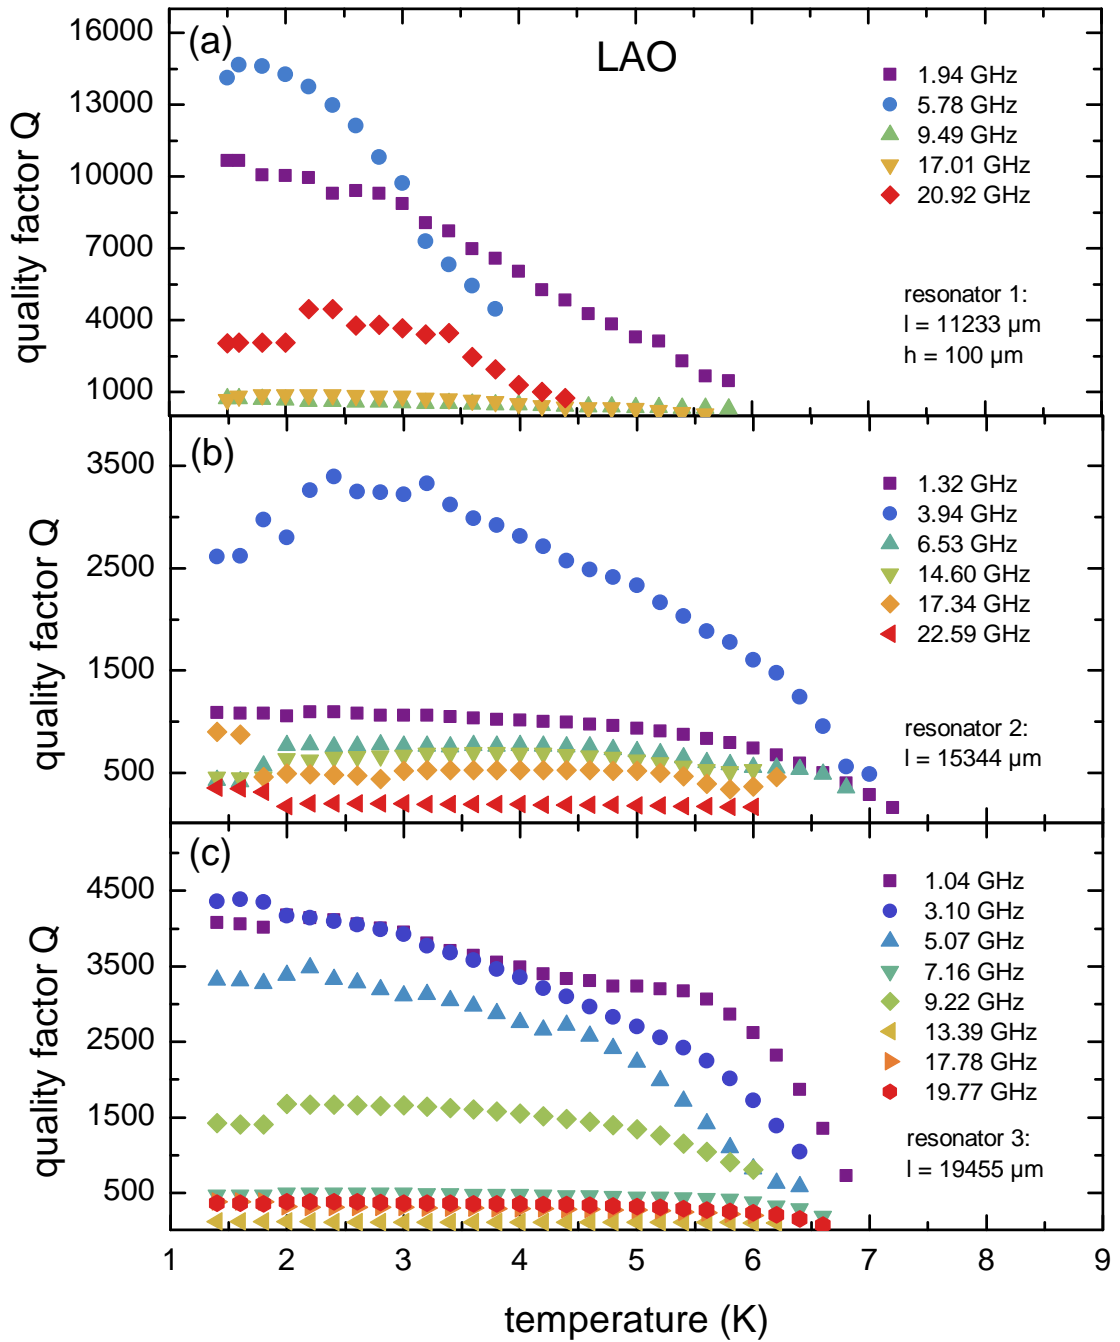 (a)
LAO
quality factor Q
16000
13000
10000
7000
4000
1000
1.94 GHz
5.78 GHz
9.49 GHz
17.01 GHz
20.92 GHz
resonator 1:
l = 11233 µm
h = 100 µm
(b)
quality factor Q
3500
2500
1500
500
1.32 GHz
3.94 GHz
6.53 GHz
14.60 GHz
17.34 GHz
22.59 GHz
resonator 2:
l = 15344 µm
(c)
quality factor Q
4500
3500
2500
1500
500
1.04 GHz
3.10 GHz
5.07 GHz
7.16 GHz
9.22 GHz
13.39 GHz
17.78 GHz
19.77 GHz
resonator 3:
l = 19455 µm
1 2 3 4 5 6 7 8 9
temperature (K)